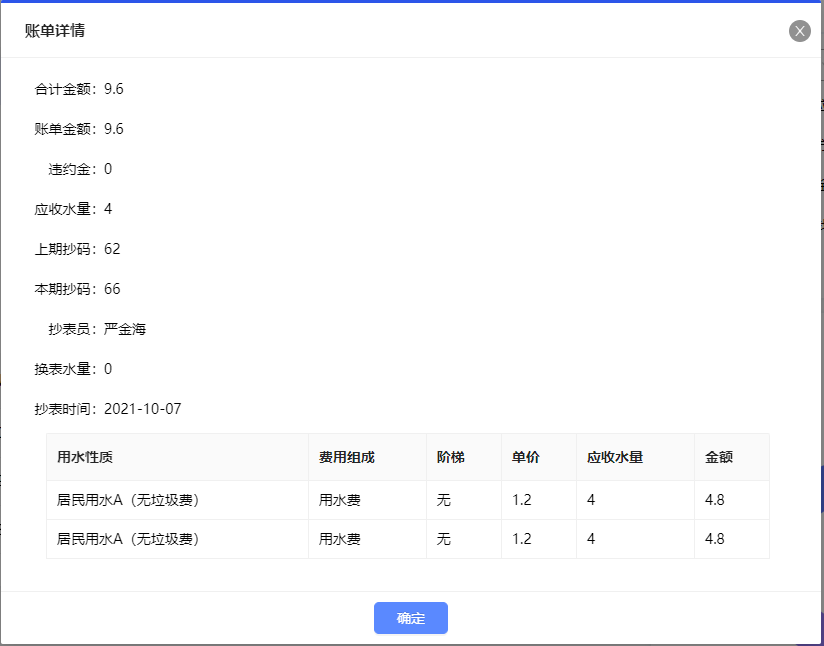 账单详情
合计金额：9.6
账单金额：9.6
违约金：0
应收水量：4
上期抄码：62
本期抄码：66
抄表员：严金海
换表水量：0
抄表时间：2021-10-07
用水性质 费用组成 阶梯 单价 应收水量 金额
居民用水A（无垃圾费） 用水费 无 1.2 4 4.8
居民用水A（无垃圾费） 用水费 无 1.2 4 4.8
确定